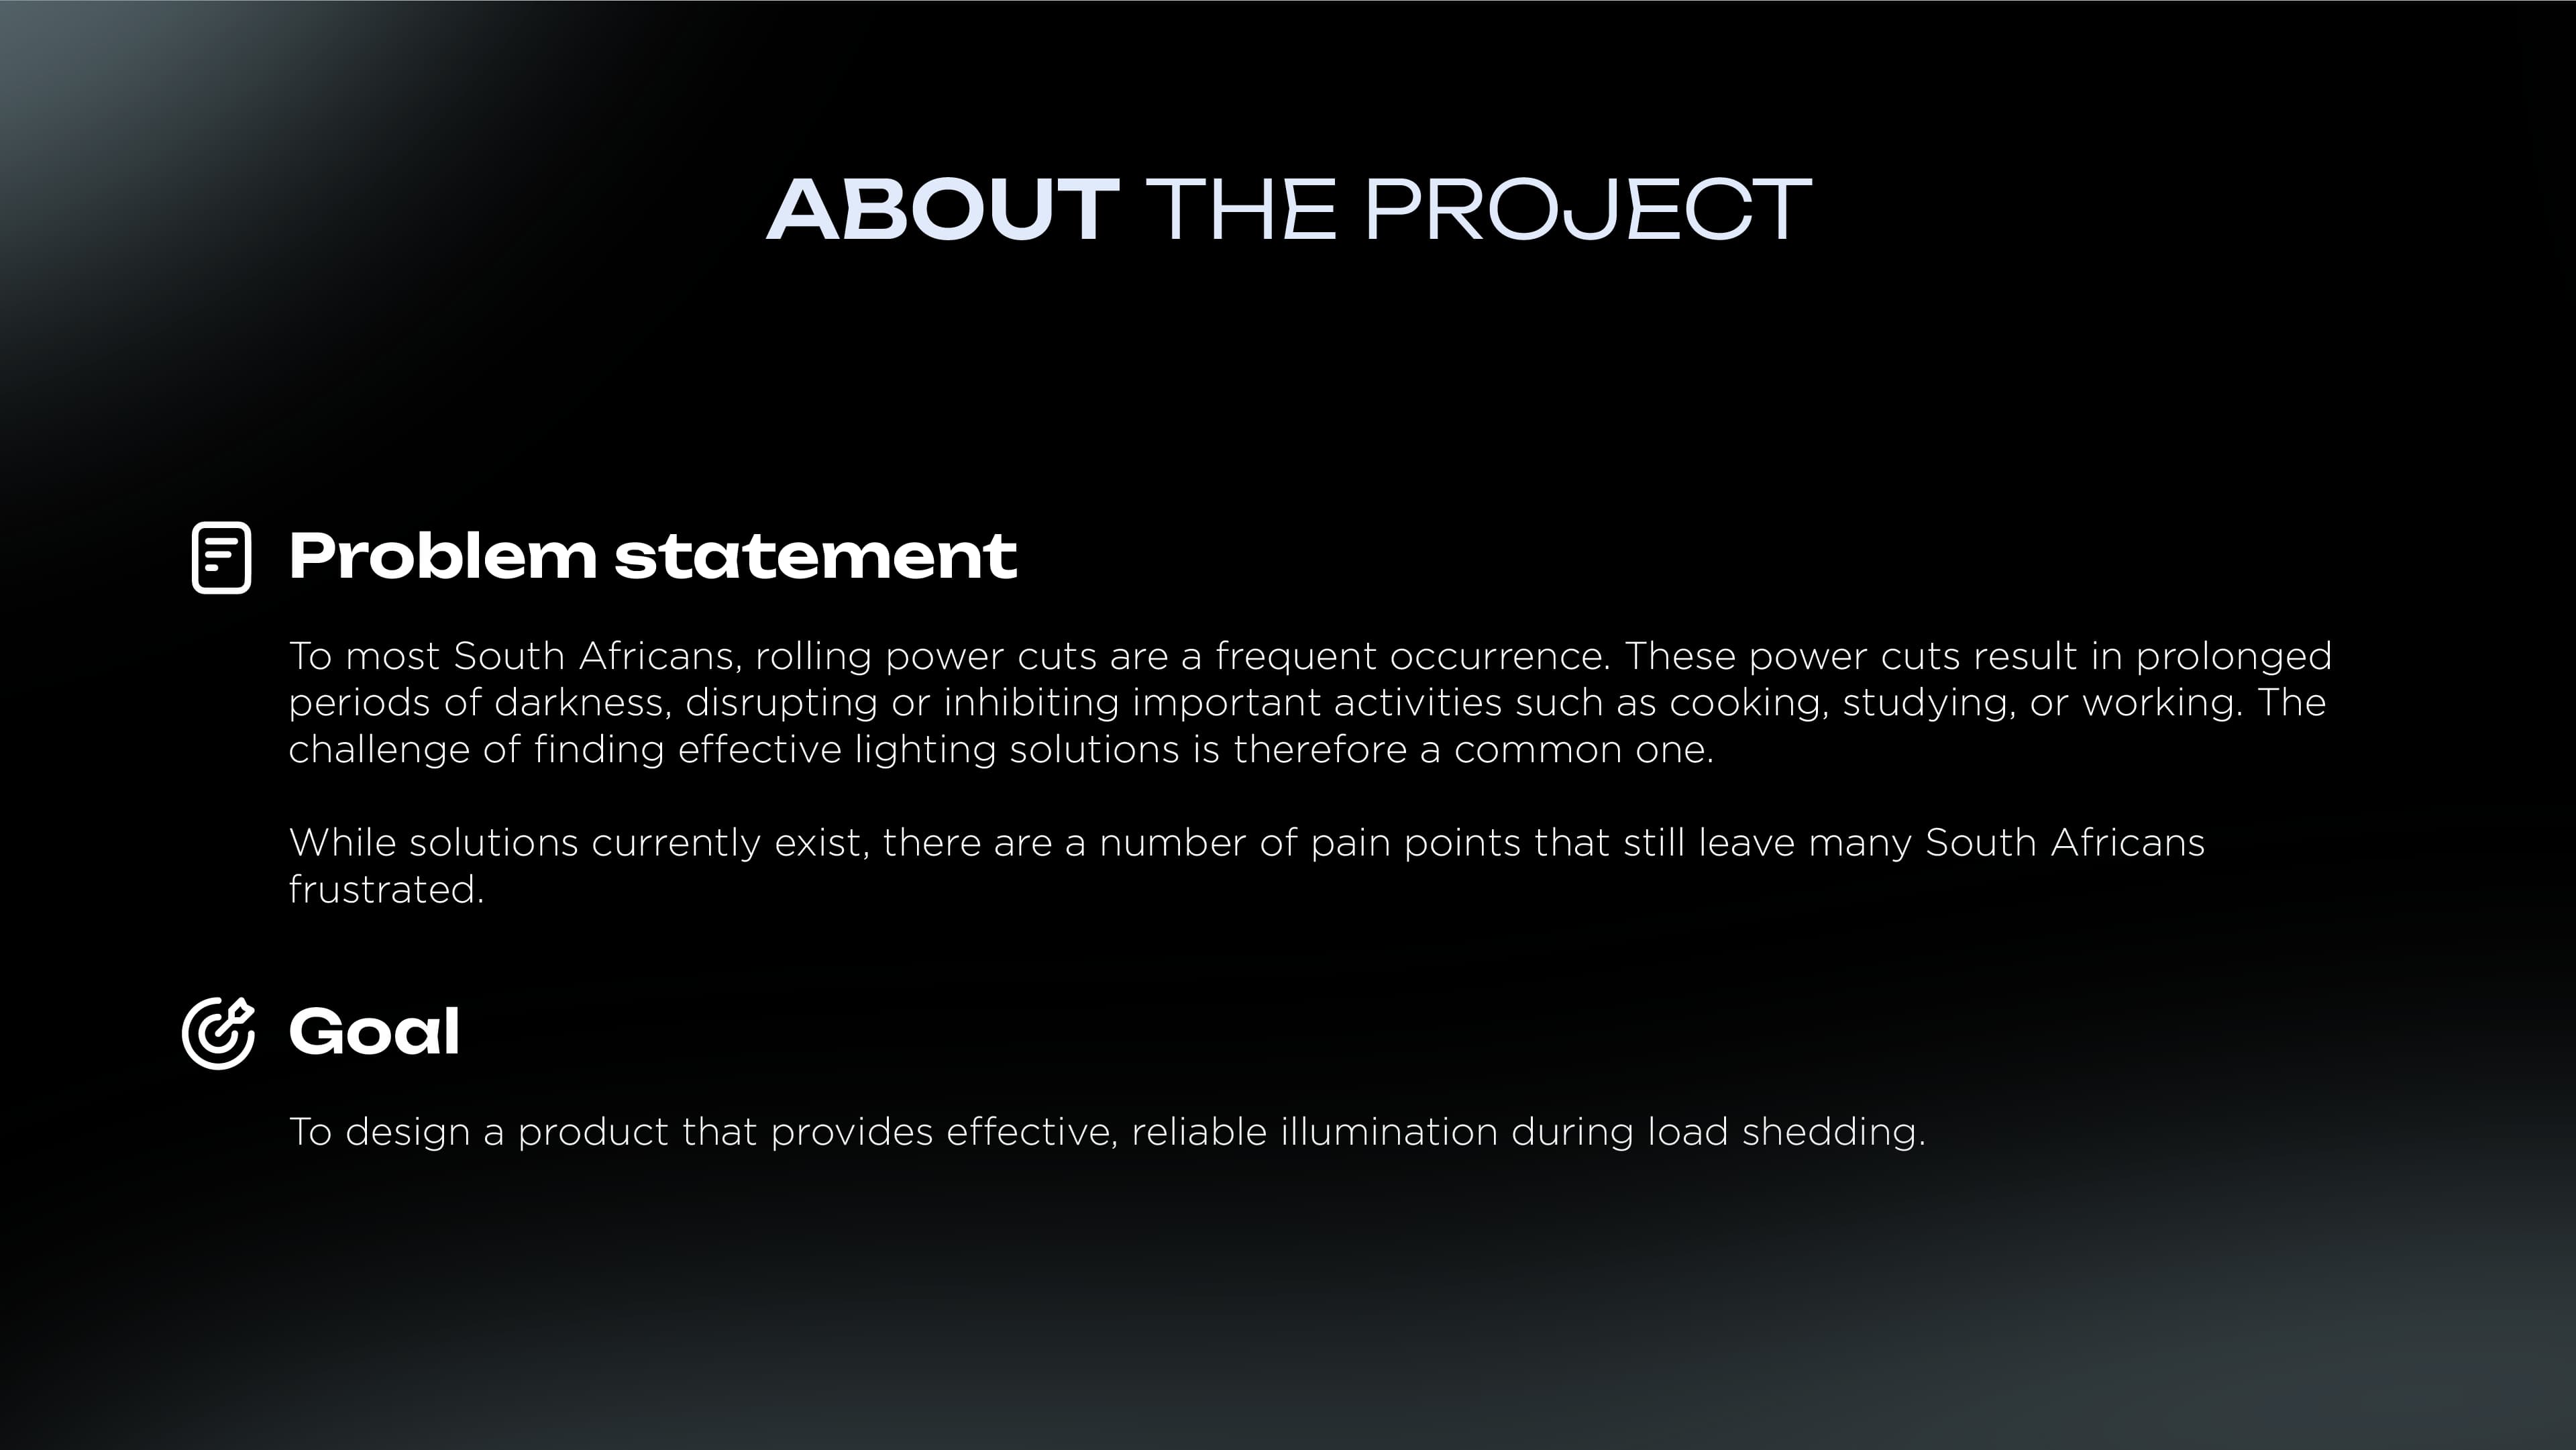 ABOUT THE PROJECT
Problem statement
To most South Africans, rolling power cuts are a frequent occurrence. These power cuts result in prolonged
periods of darkness, disrupting or inhibiting important activities such as cooking, studying, or working. The
challenge of finding effective lighting solutions is therefore a common one.
While solutions currently exist, there are a number of pain points that still leave many South Africans
frustrated.
Goal
To design a product that provides effective, reliable illumination during load shedding.